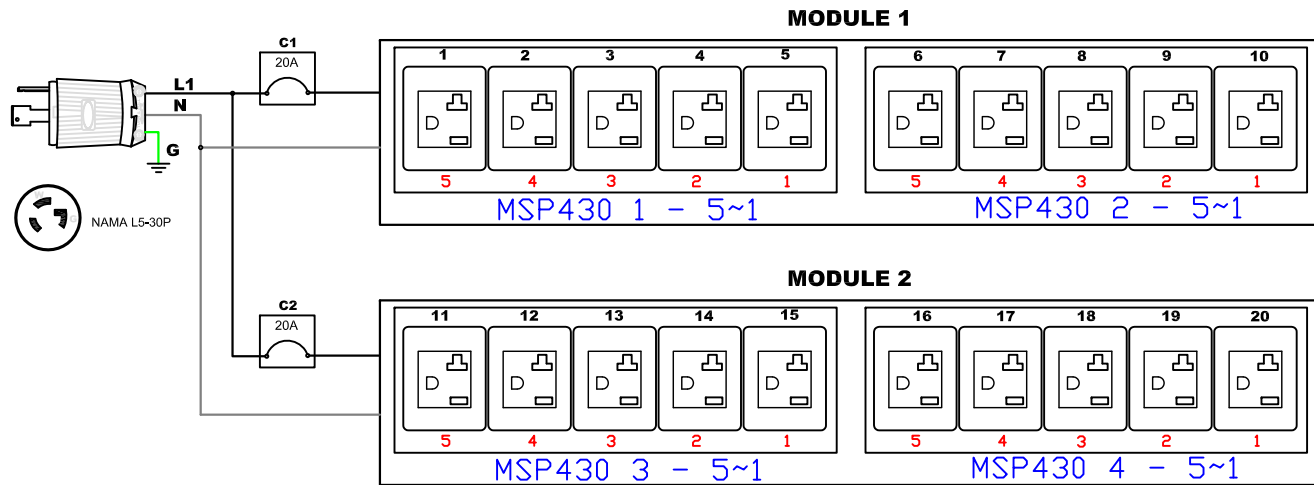 MODULE 1
C1
20A
1 2 3 4 5 6 7 8 9 10
L1
N
G
5 4 3 2 1 5 4 3 2 1
MSP430 1 - 5~1 MSP430 2 - 5~1
W
G
NAMA L5-30P
MODULE 2
C2
20A
11 12 13 14 15 16 17 18 19 20
5 4 3 2 1 5 4 3 2 1
MSP430 3 - 5~1 MSP430 4 - 5~1